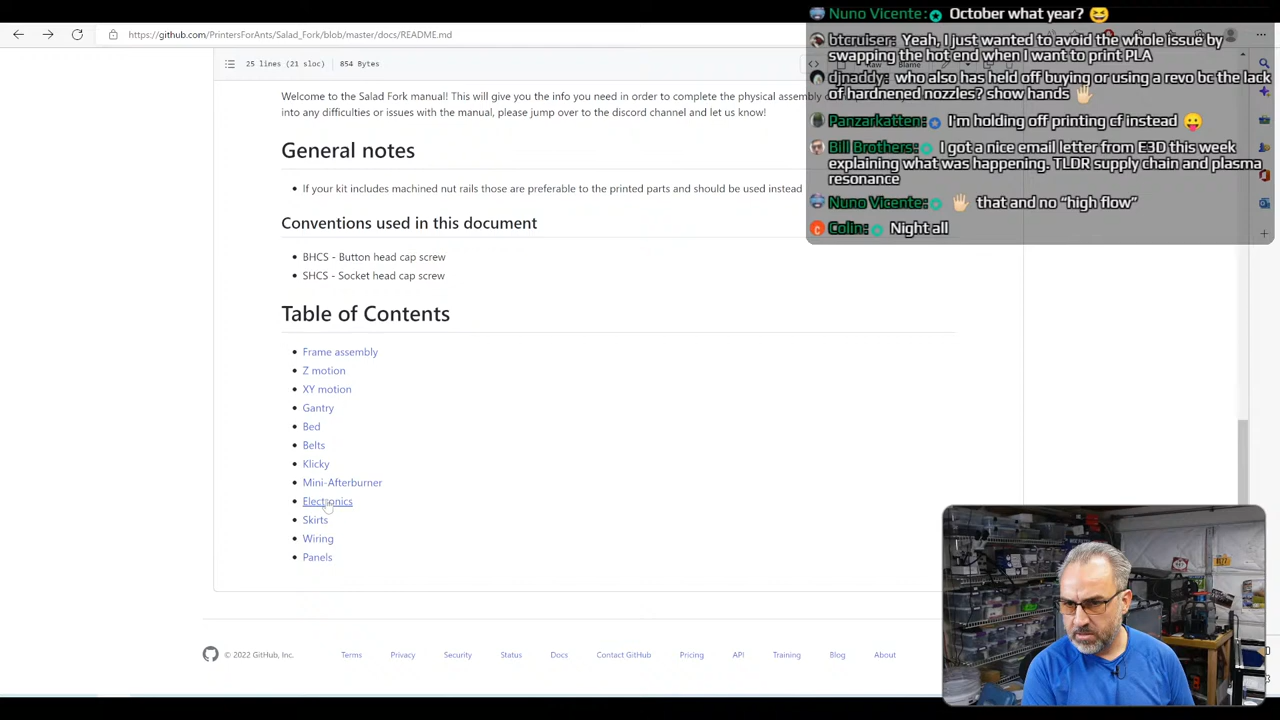 https://github.com/PrintersForAnts/Salad_Fork/blob/master/docs/README.md
25 lines (21 sloc)
854 Bytes
Raw
Blame
Welcome to the Salad Fork manual! This will give you the info you need in order to complete the physical assembly
into any difficulties or issues with the manual, please jump over to the discord channel and let us know!
General notes
If your kit includes machined nut rails those are preferable to the printed parts and should be used instead
Conventions used in this document
BHCS - Button head cap screw
SHCS - Socket head cap screw
Table of Contents
Frame assembly
Z motion
XY motion
Gantry
Bed
Belts
Klicky
Mini-Afterburner
Electronics
Skirts
Wiring
Panels
© 2022 GitHub, Inc.
Terms
Privacy
Security
Status
Docs
Contact GitHub
Pricing
API
Training
Blog
About
Nuno Vicente: October what year? 😆
btcruiser: Yeah, I just wanted to avoid the whole issue by
swapping the hot end when I want to print PLA
djnaddy: who also has held off buying or using a revo bc the lack
of hardnened nozzles? show hands 🖐
Panzarkatten: I'm holding off printing cf instead 😛
Bill Brothers: I got a nice email letter from E3D this week
explaining what was happening. TLDR supply chain and plasma
resonance
Nuno Vicente: 🖐 that and no “high flow”
Colin: Night all